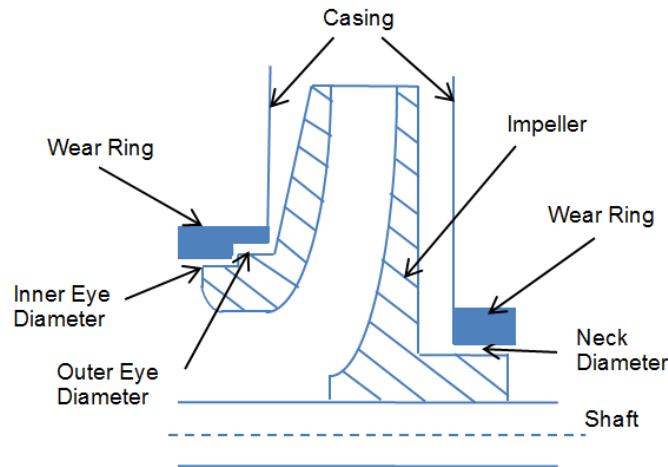 Casing
Impeller
Wear Ring
Wear Ring
Inner Eye
Diameter
Neck
Diameter
Outer Eye
Diameter
Shaft